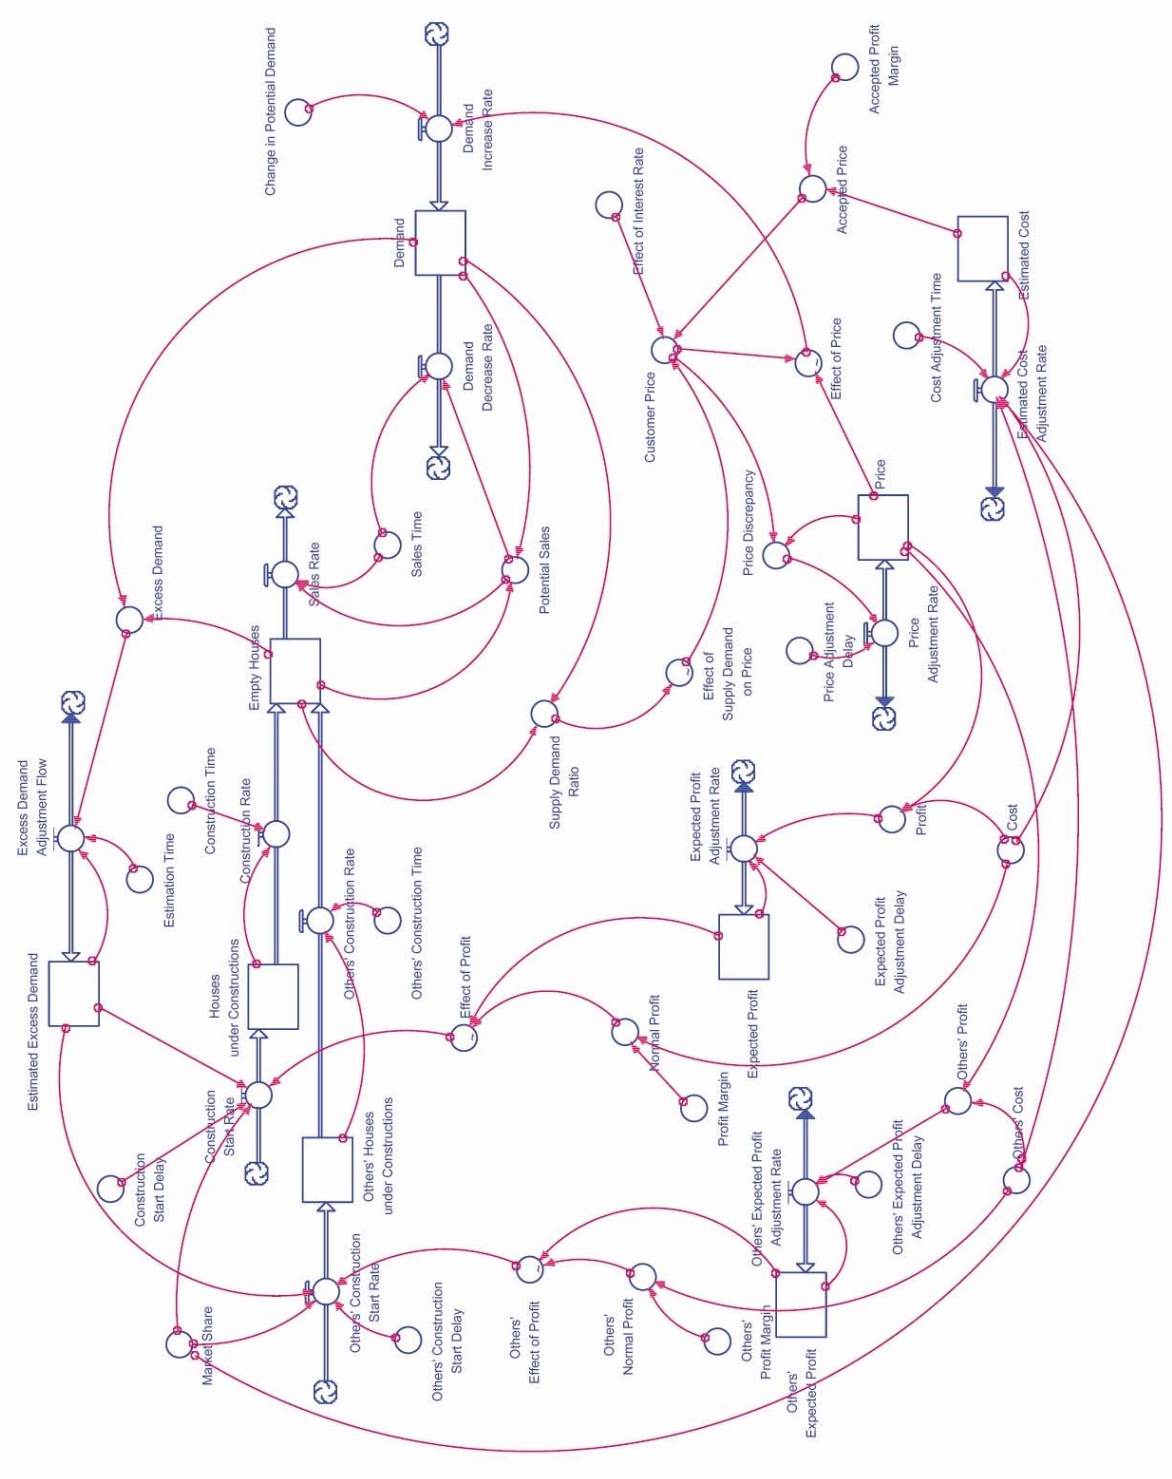 Change in Potential Demand
Demand
Increase Rate
Accepted Profit
Margin
Effect of Interest Rate
Accepted Price
Demand
Estimated Cost
Cost Adjustment Time
Demand
Decrease Rate
Customer Price
Effect of Price
Estimated Cost
Adjustment Rate
Excess Demand
Sales Rate
Sales Time
Potential Sales
Price Discrepancy
Price
Empty Houses
Effect of
Supply Demand
on Price
Price Adjustment
Delay
Price
Adjustment Rate
Excess Demand
Adjustment Flow
Construction Time
Construction Rate
Supply Demand
Ratio
Expected Profit
Adjustment Rate
Profit
Cost
Estimation Time
Others' Construction Rate
Others' Construction Time
Expected Profit
Adjustment Delay
Estimated Excess Demand
Houses
under Constructions
Effect of Profit
Normal Profit
Expected Profit
Others' Profit
Construction
Start Rate
Construction
Start Delay
Others' Houses
under Constructions
Profit Margin
Others' Expected Profit
Adjustment Rate
Others' Expected Profit
Adjustment Delay
Others' Cost
Market Share
Others' Construction
Start Rate
Others' Construction
Start Delay
Others'
Effect of Profit
Others'
Normal Profit
Others'
Profit Margin
Others'
Expected Profit